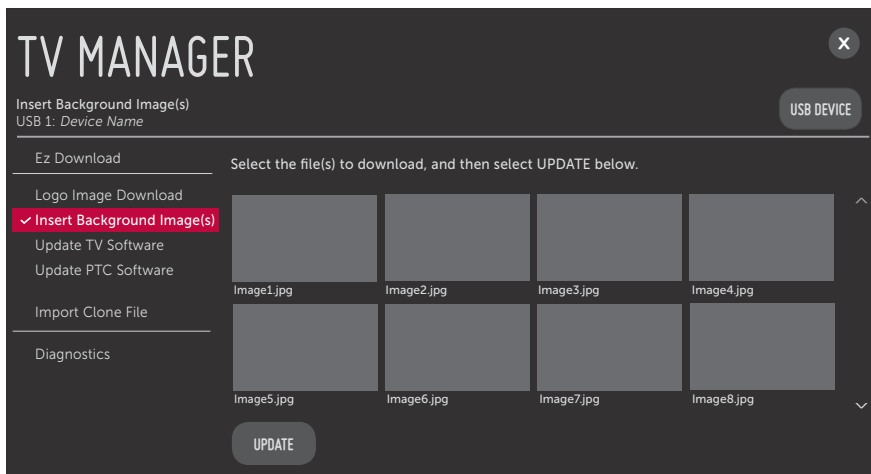 TV MANAGER
X
Insert Background Image(s)
USB 1: Device Name
USB DEVICE
Ez Download
Logo Image Download
Insert Background Image(s)
Update TV Software
Update PTC Software
Import Clone File
Diagnostics
Select the file(s) to download, and then select UPDATE below.
Image1.jpg Image2.jpg Image3.jpg Image4.jpg
Image5.jpg Image6.jpg Image7.jpg Image8.jpg
UPDATE